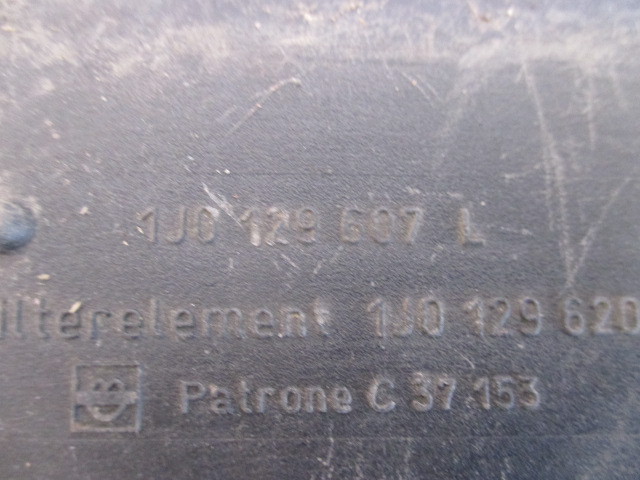 1J0 129 607 L
ilterelement 1J0 129 620
Patrone C 37 153